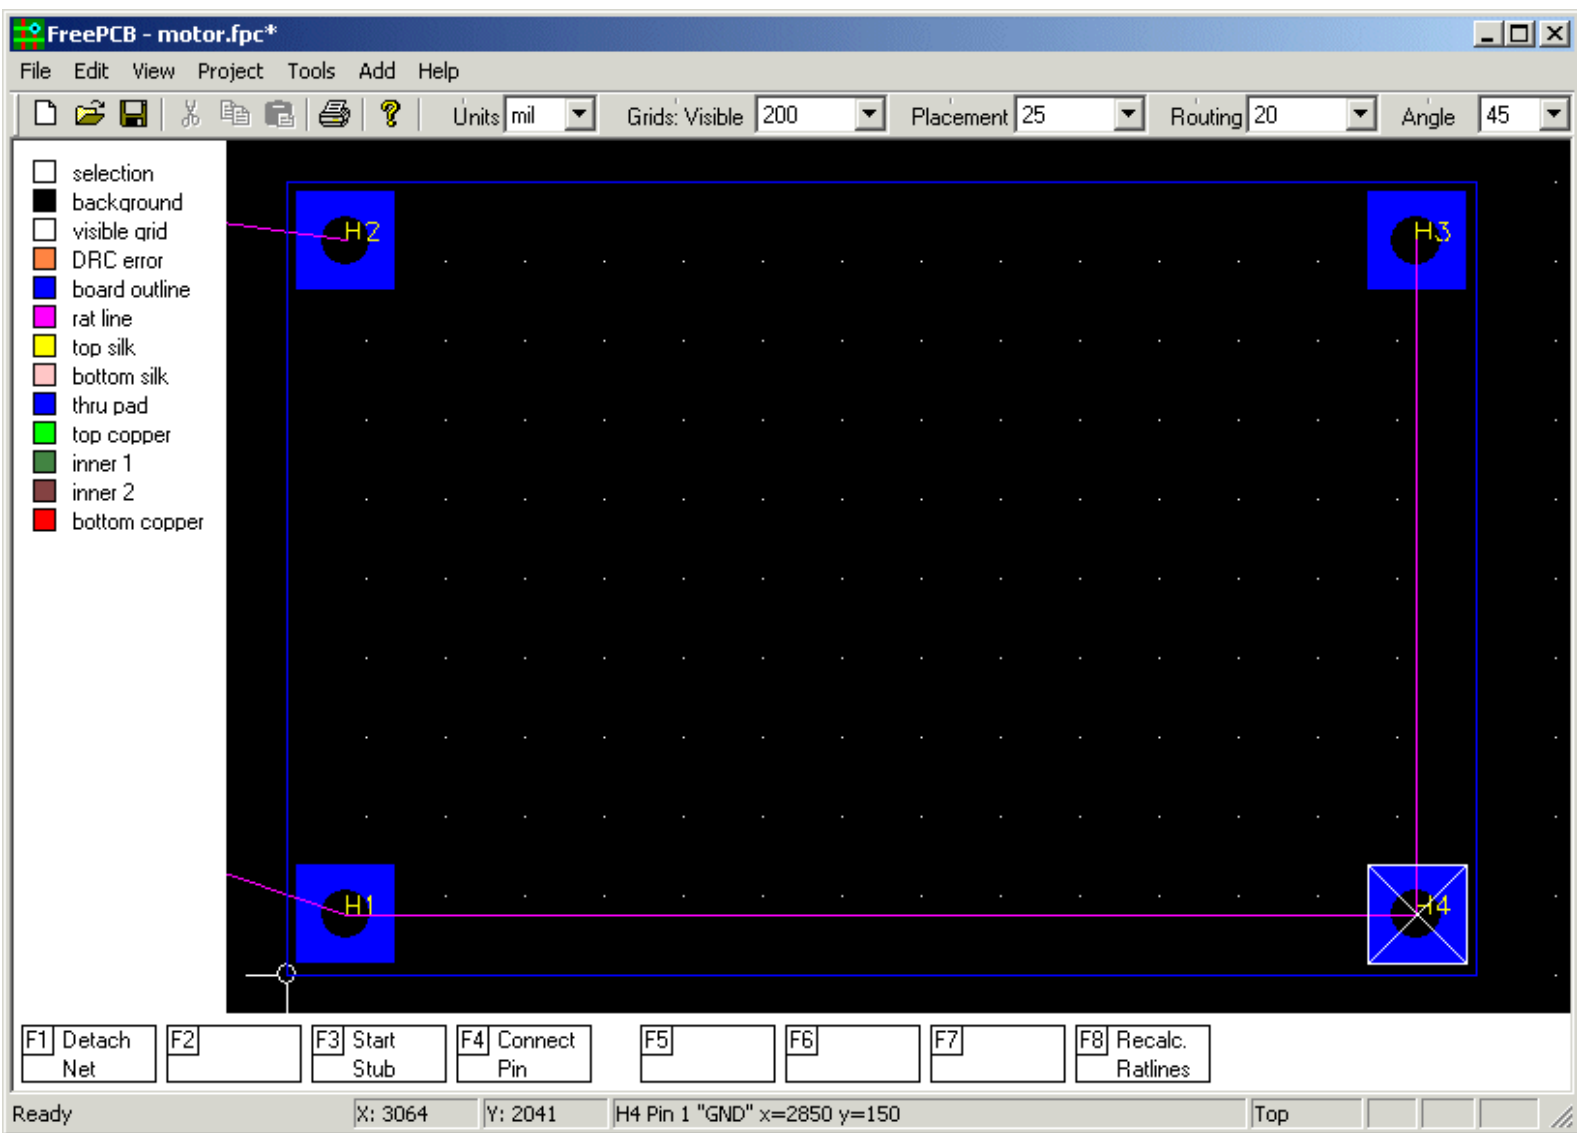 FreePCB - motor.fpc*
File Edit View Project Tools Add Help
Units mil Grids: Visible 200 Placement 25 Routing 20 Angle 45
selection
background
visible grid
DRC error
board outline
rat line
top silk
bottom silk
thru pad
top copper
inner 1
inner 2
bottom copper
H2
H3
H1
H4
F1 Detach Net
F2
F3 Start Stub
F4 Connect Pin
F5
F6
F7
F8 Recalc. Ratlines
Ready X: 3064 Y: 2041 H4 Pin 1 "GND" x=2850 y=150 Top